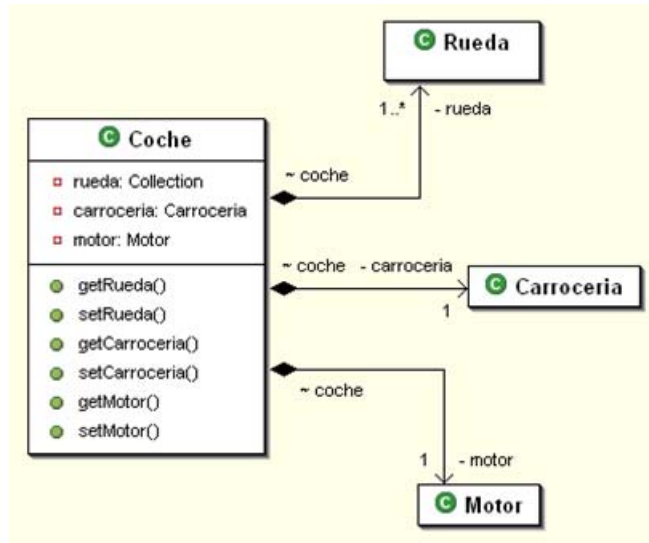 C Rueda
1..* - rueda
C Coche
rueda: Collection
carroceria: Carroceria
motor: Motor
~ coche
getRueda()
setRueda()
getCarroceria()
setCarroceria()
getMotor()
setMotor()
~ coche - carroceria
1
C Carroceria
~ coche
1 - motor
C Motor